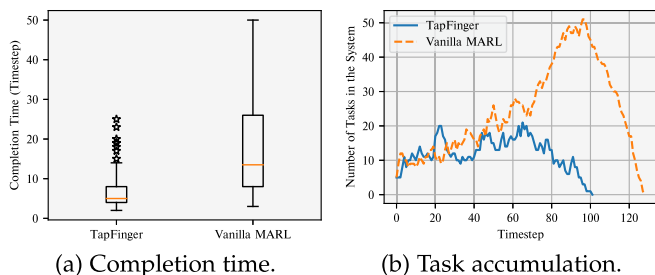 50
40
30
20
10
0
Completion Time (Timestep)
TapFinger
Vanilla MARL
(a) Completion time.
50
40
30
20
10
0
Number of Tasks in the System
TapFinger
Vanilla MARL
0 20 40 60 80 100 120
Timestep
(b) Task accumulation.